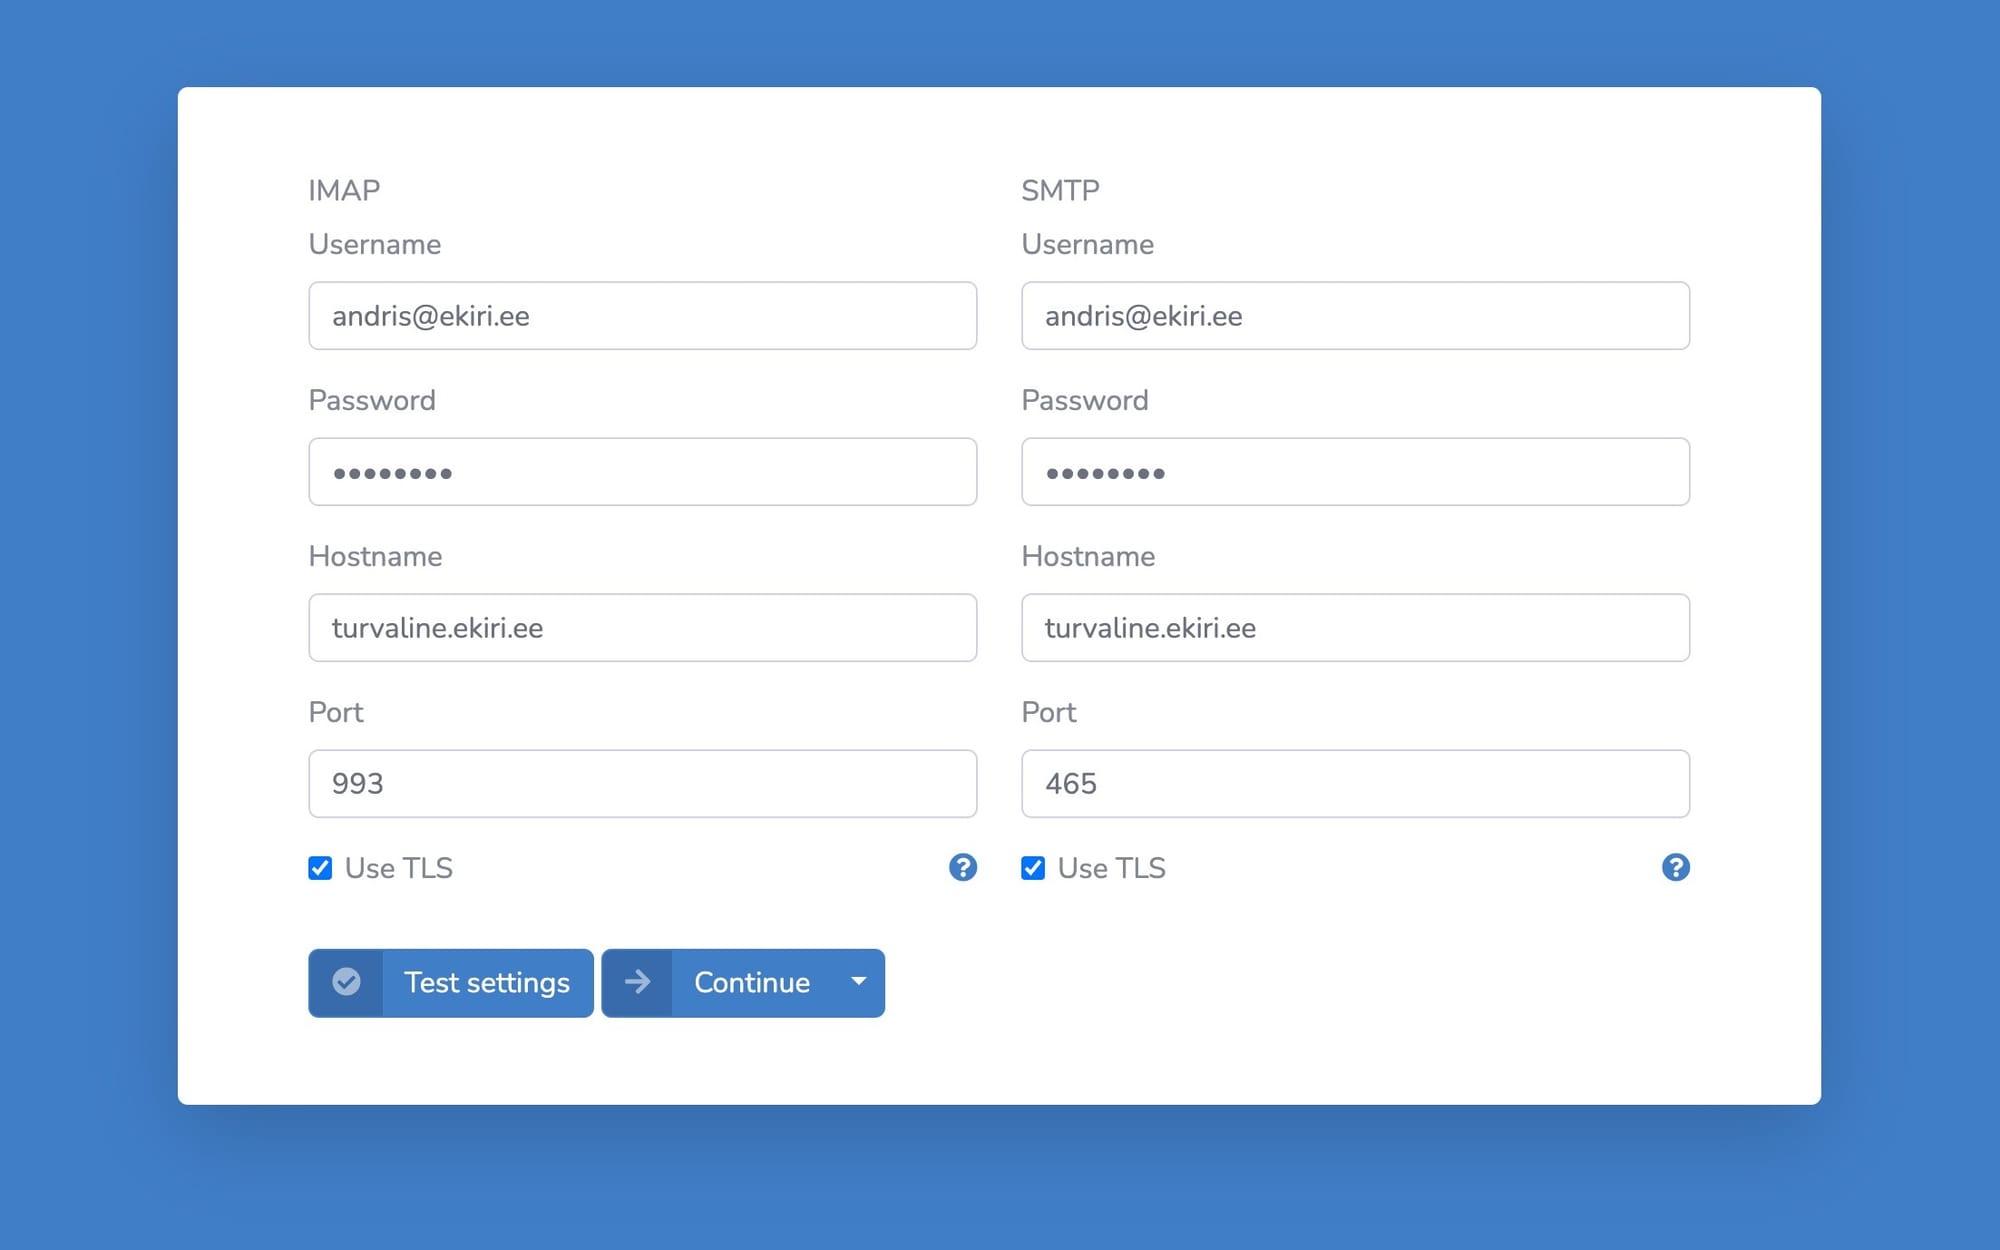 IMAP
Username
andris@ekiri.ee
Password
••••••••
Hostname
turvaline.ekiri.ee
Port
993
Use TLS
SMTP
Username
andris@ekiri.ee
Password
••••••••
Hostname
turvaline.ekiri.ee
Port
465
Use TLS
Test settings
Continue